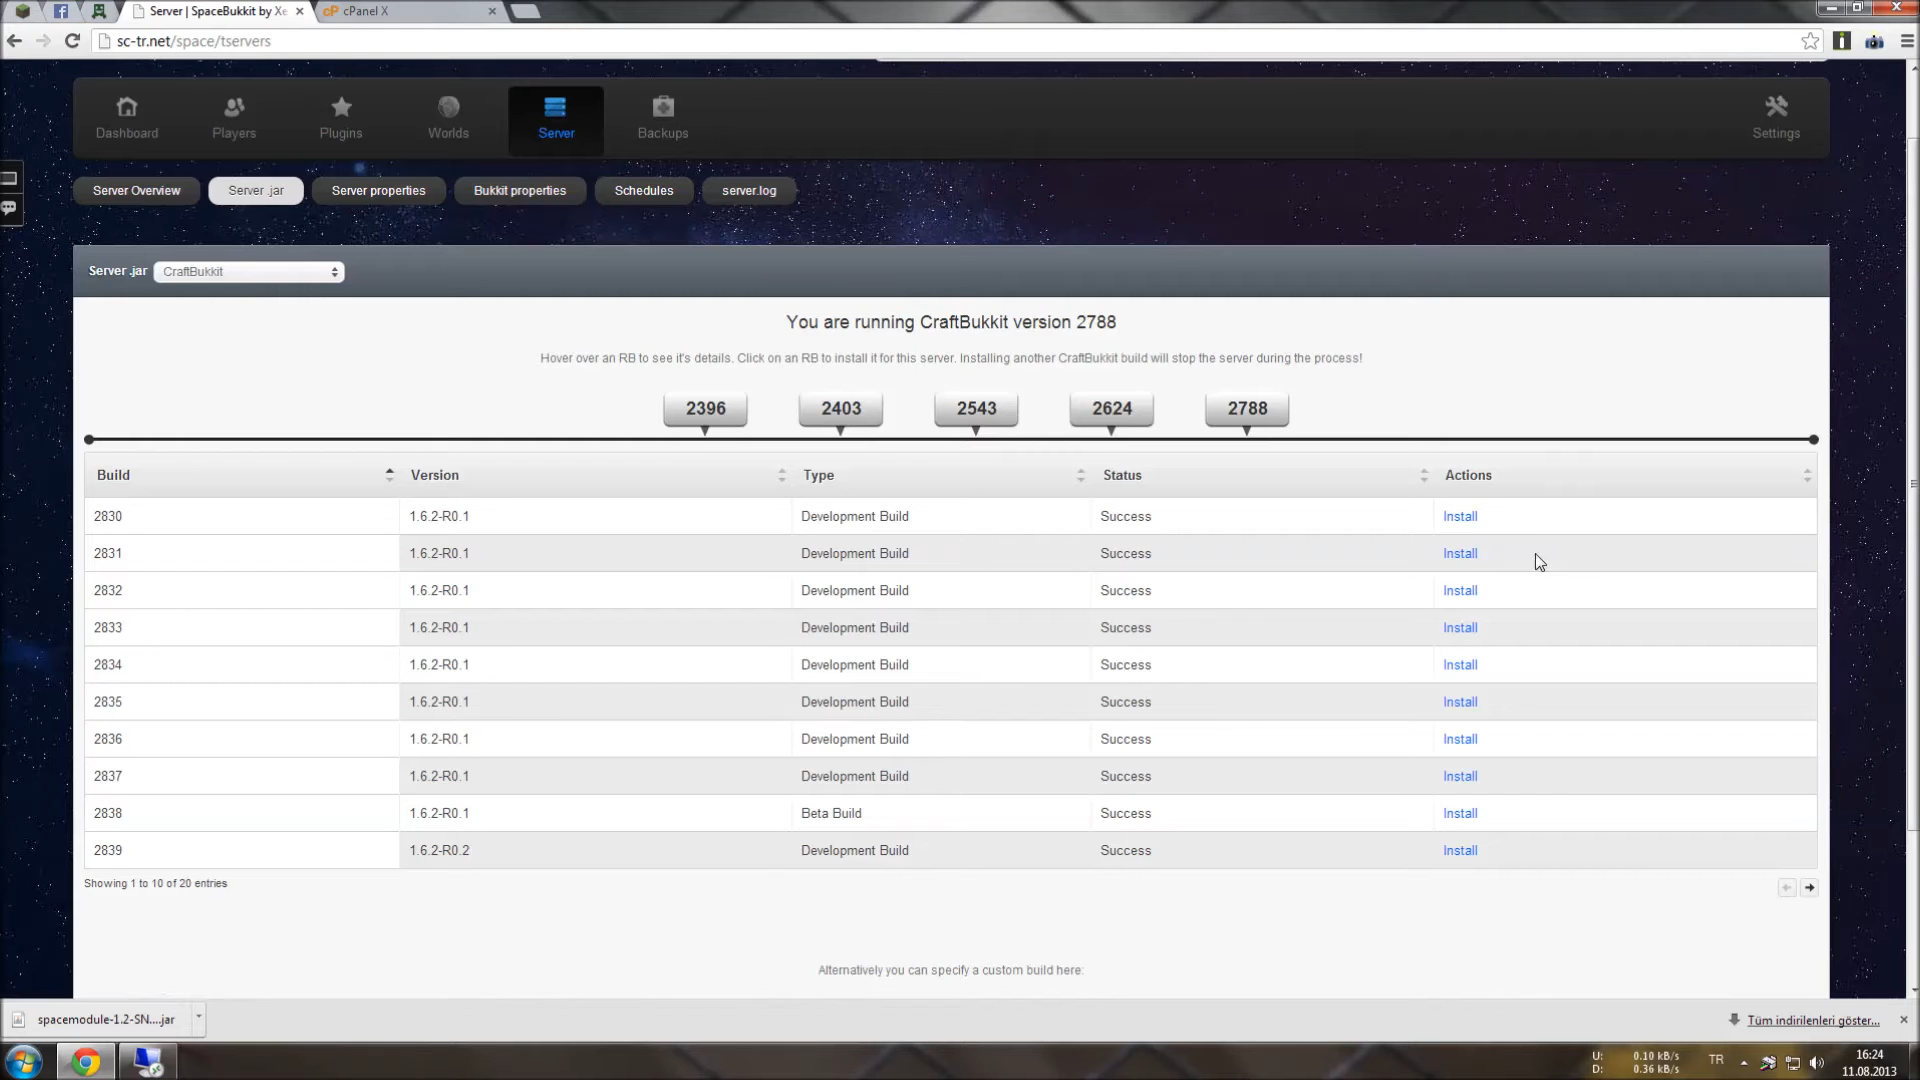 Server | SpaceBukkit by Xe
cPanel X
sc-tr.net/space/tservers
Dashboard
Players
Plugins
Worlds
Server
Backups
Settings
Server Overview
Server .jar
Server properties
Bukkit properties
Schedules
server.log
Server .jar CraftBukkit
You are running CraftBukkit version 2788
Hover over an RB to see it's details. Click on an RB to install it for this server. Installing another CraftBukkit build will stop the server during the process!
2396 2403 2543 2624 2788
Build Version Type Status Actions
2830 1.6.2-R0.1 Development Build Success Install
2831 1.6.2-R0.1 Development Build Success Install
2832 1.6.2-R0.1 Development Build Success Install
2833 1.6.2-R0.1 Development Build Success Install
2834 1.6.2-R0.1 Development Build Success Install
2835 1.6.2-R0.1 Development Build Success Install
2836 1.6.2-R0.1 Development Build Success Install
2837 1.6.2-R0.1 Development Build Success Install
2838 1.6.2-R0.1 Beta Build Success Install
2839 1.6.2-R0.2 Development Build Success Install
Showing 1 to 10 of 20 entries
Alternatively you can specify a custom build here:
spacemodule-1.2-SN....jar
Tüm indirilenleri göster...
U: 0.10 kB/s
D: 0.36 kB/s
TR
16:24
11.08.2013